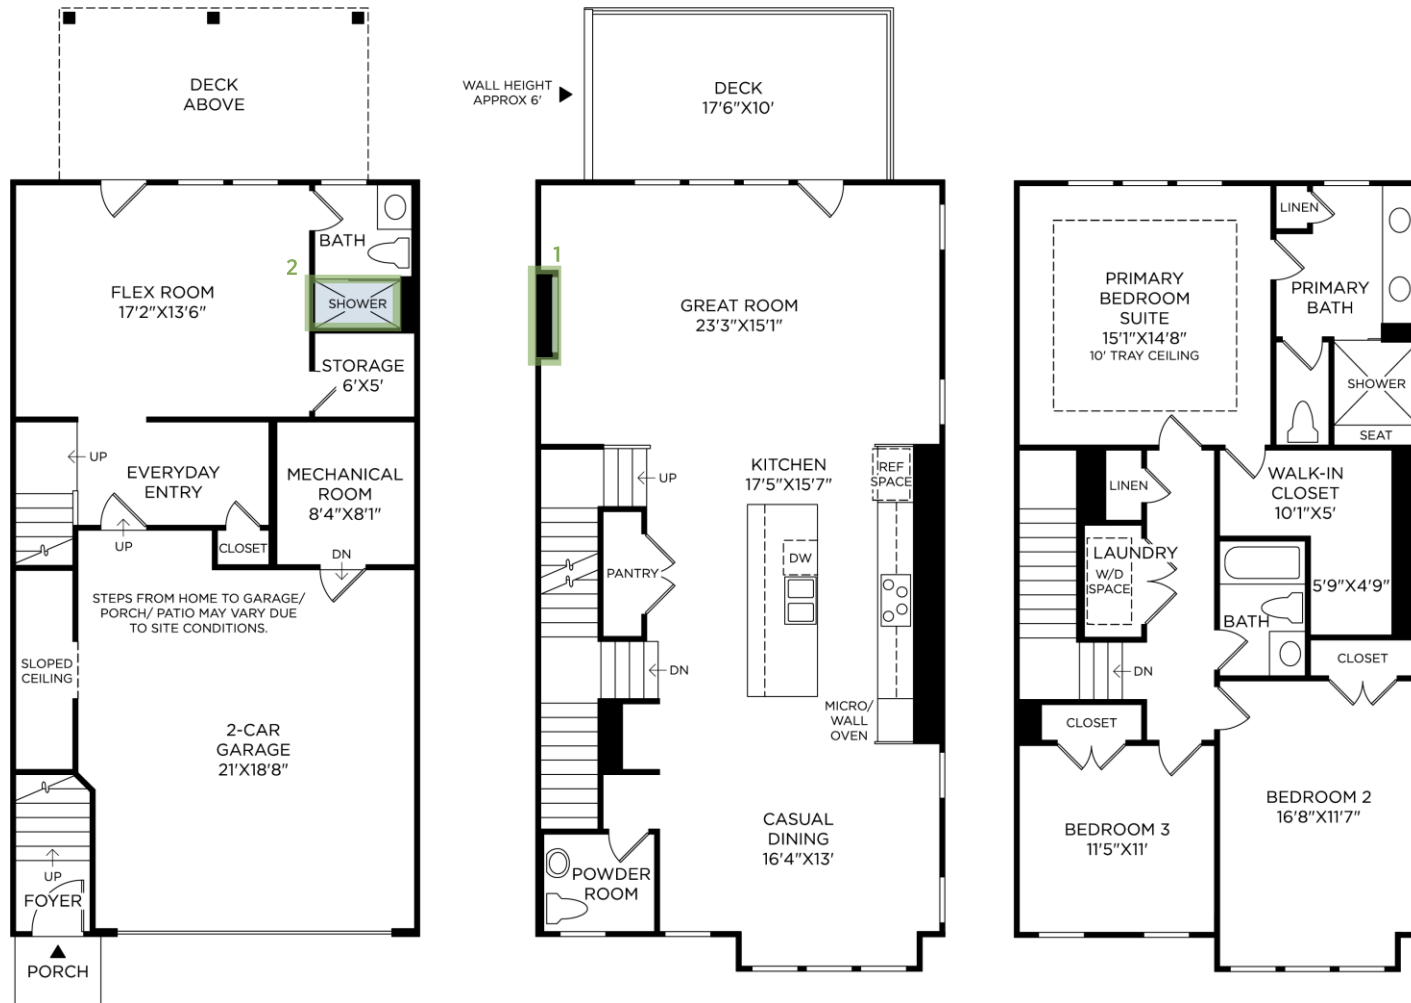 DECK
ABOVE
BATH
2
FLEX ROOM
17'2"X13'6"
SHOWER
STORAGE
6'X5'
UP
EVERYDAY
ENTRY
MECHANICAL
ROOM
8'4"X8'1"
UP
CLOSET
DN
STEPS FROM HOME TO GARAGE/
PORCH/ PATIO MAY VARY DUE
TO SITE CONDITIONS.
SLOPED
CEILING
2-CAR
GARAGE
21'X18'8"
UP
FOYER
PORCH
WALL HEIGHT
APPROX 6'
DECK
17'6"X10'
1
GREAT ROOM
23'3"X15'1"
KITCHEN
17'5"X15'7"
REF
SPACE
UP
DW
PANTRY
DN
MICRO/
WALL
OVEN
CASUAL
DINING
16'4"X13'
POWDER
ROOM
LINEN
PRIMARY
BEDROOM
SUITE
15'1"X14'8"
10' TRAY CEILING
PRIMARY
BATH
SHOWER
SEAT
LINEN
WALK-IN
CLOSET
10'1"X5'
LAUNDRY
W/D
SPACE
5'9"X4'9"
BATH
DN
CLOSET
CLOSET
BEDROOM 2
16'8"X11'7"
BEDROOM 3
11'5"X11'